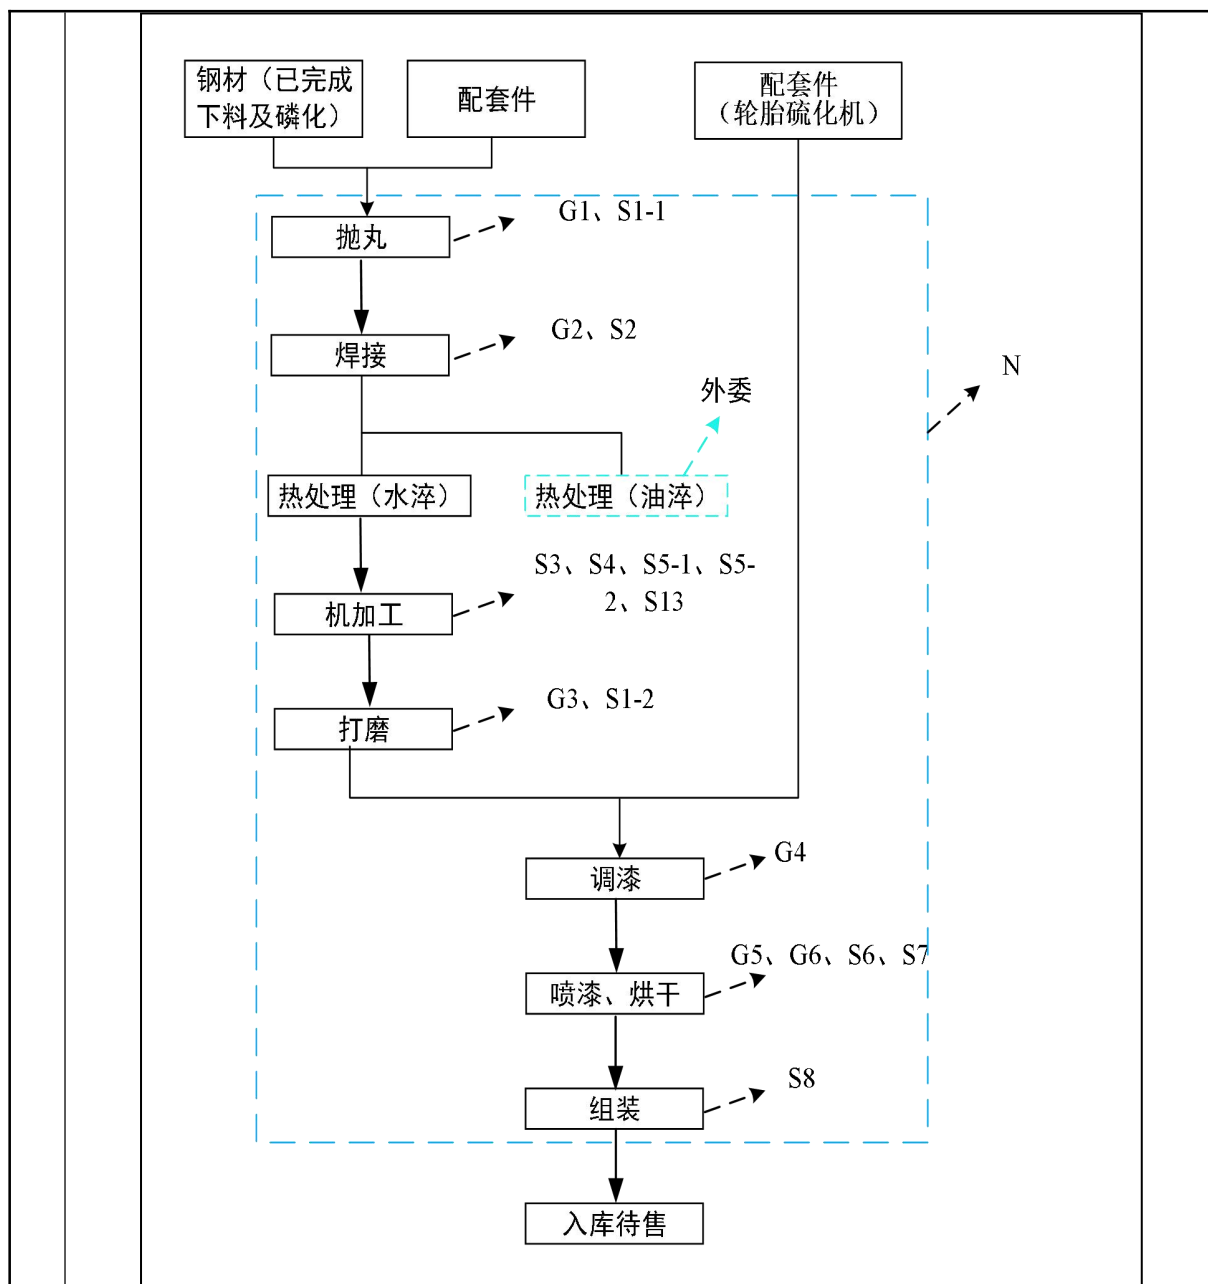 钢材（已完成
下料及磷化）
配套件
配套件
（轮胎硫化机）
抛丸
G1、S1-1
焊接
G2、S2
N
外委
热处理（水淬）
热处理（油淬）
机加工
S3、S4、S5-1、S5-
2、S13
打磨
G3、S1-2
调漆
G4
喷漆、烘干
G5、G6、S6、S7
组装
S8
入库待售